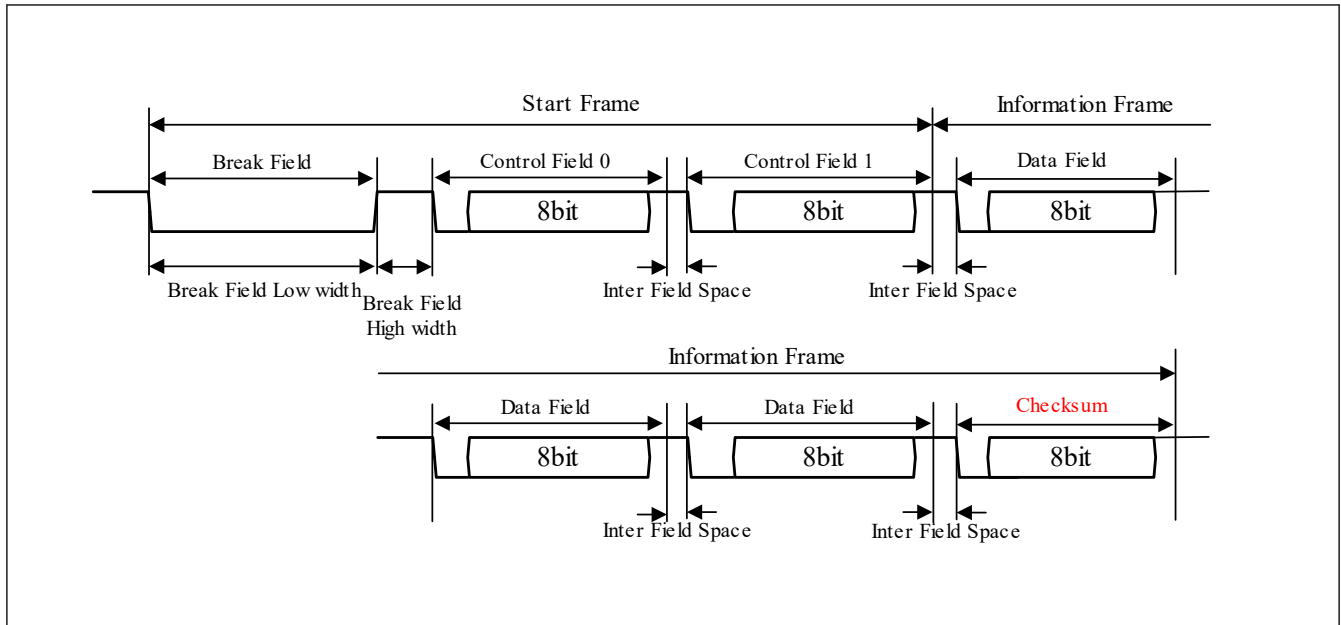 Start Frame
Information Frame
Break Field
Control Field 0
Control Field 1
Data Field
8bit
8bit
8bit
Break Field Low width
Break Field
High width
Inter Field Space
Inter Field Space
Information Frame
Data Field
Data Field
Checksum
8bit
8bit
8bit
Inter Field Space
Inter Field Space